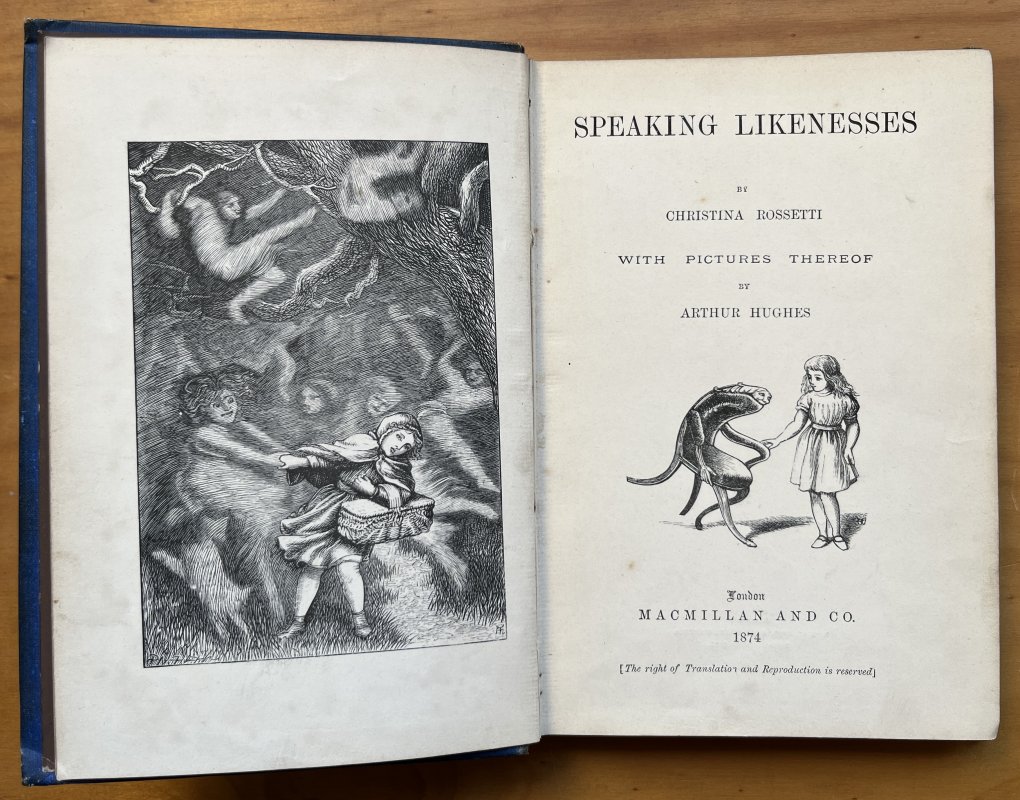 SPEAKING LIKENESSES
BY
CHRISTINA ROSSETTI
WITH PICTURES THEREOF
BY
ARTHUR HUGHES
London
MACMILLAN AND CO.
1874
[The right of Translation and Reproduction is reserved]